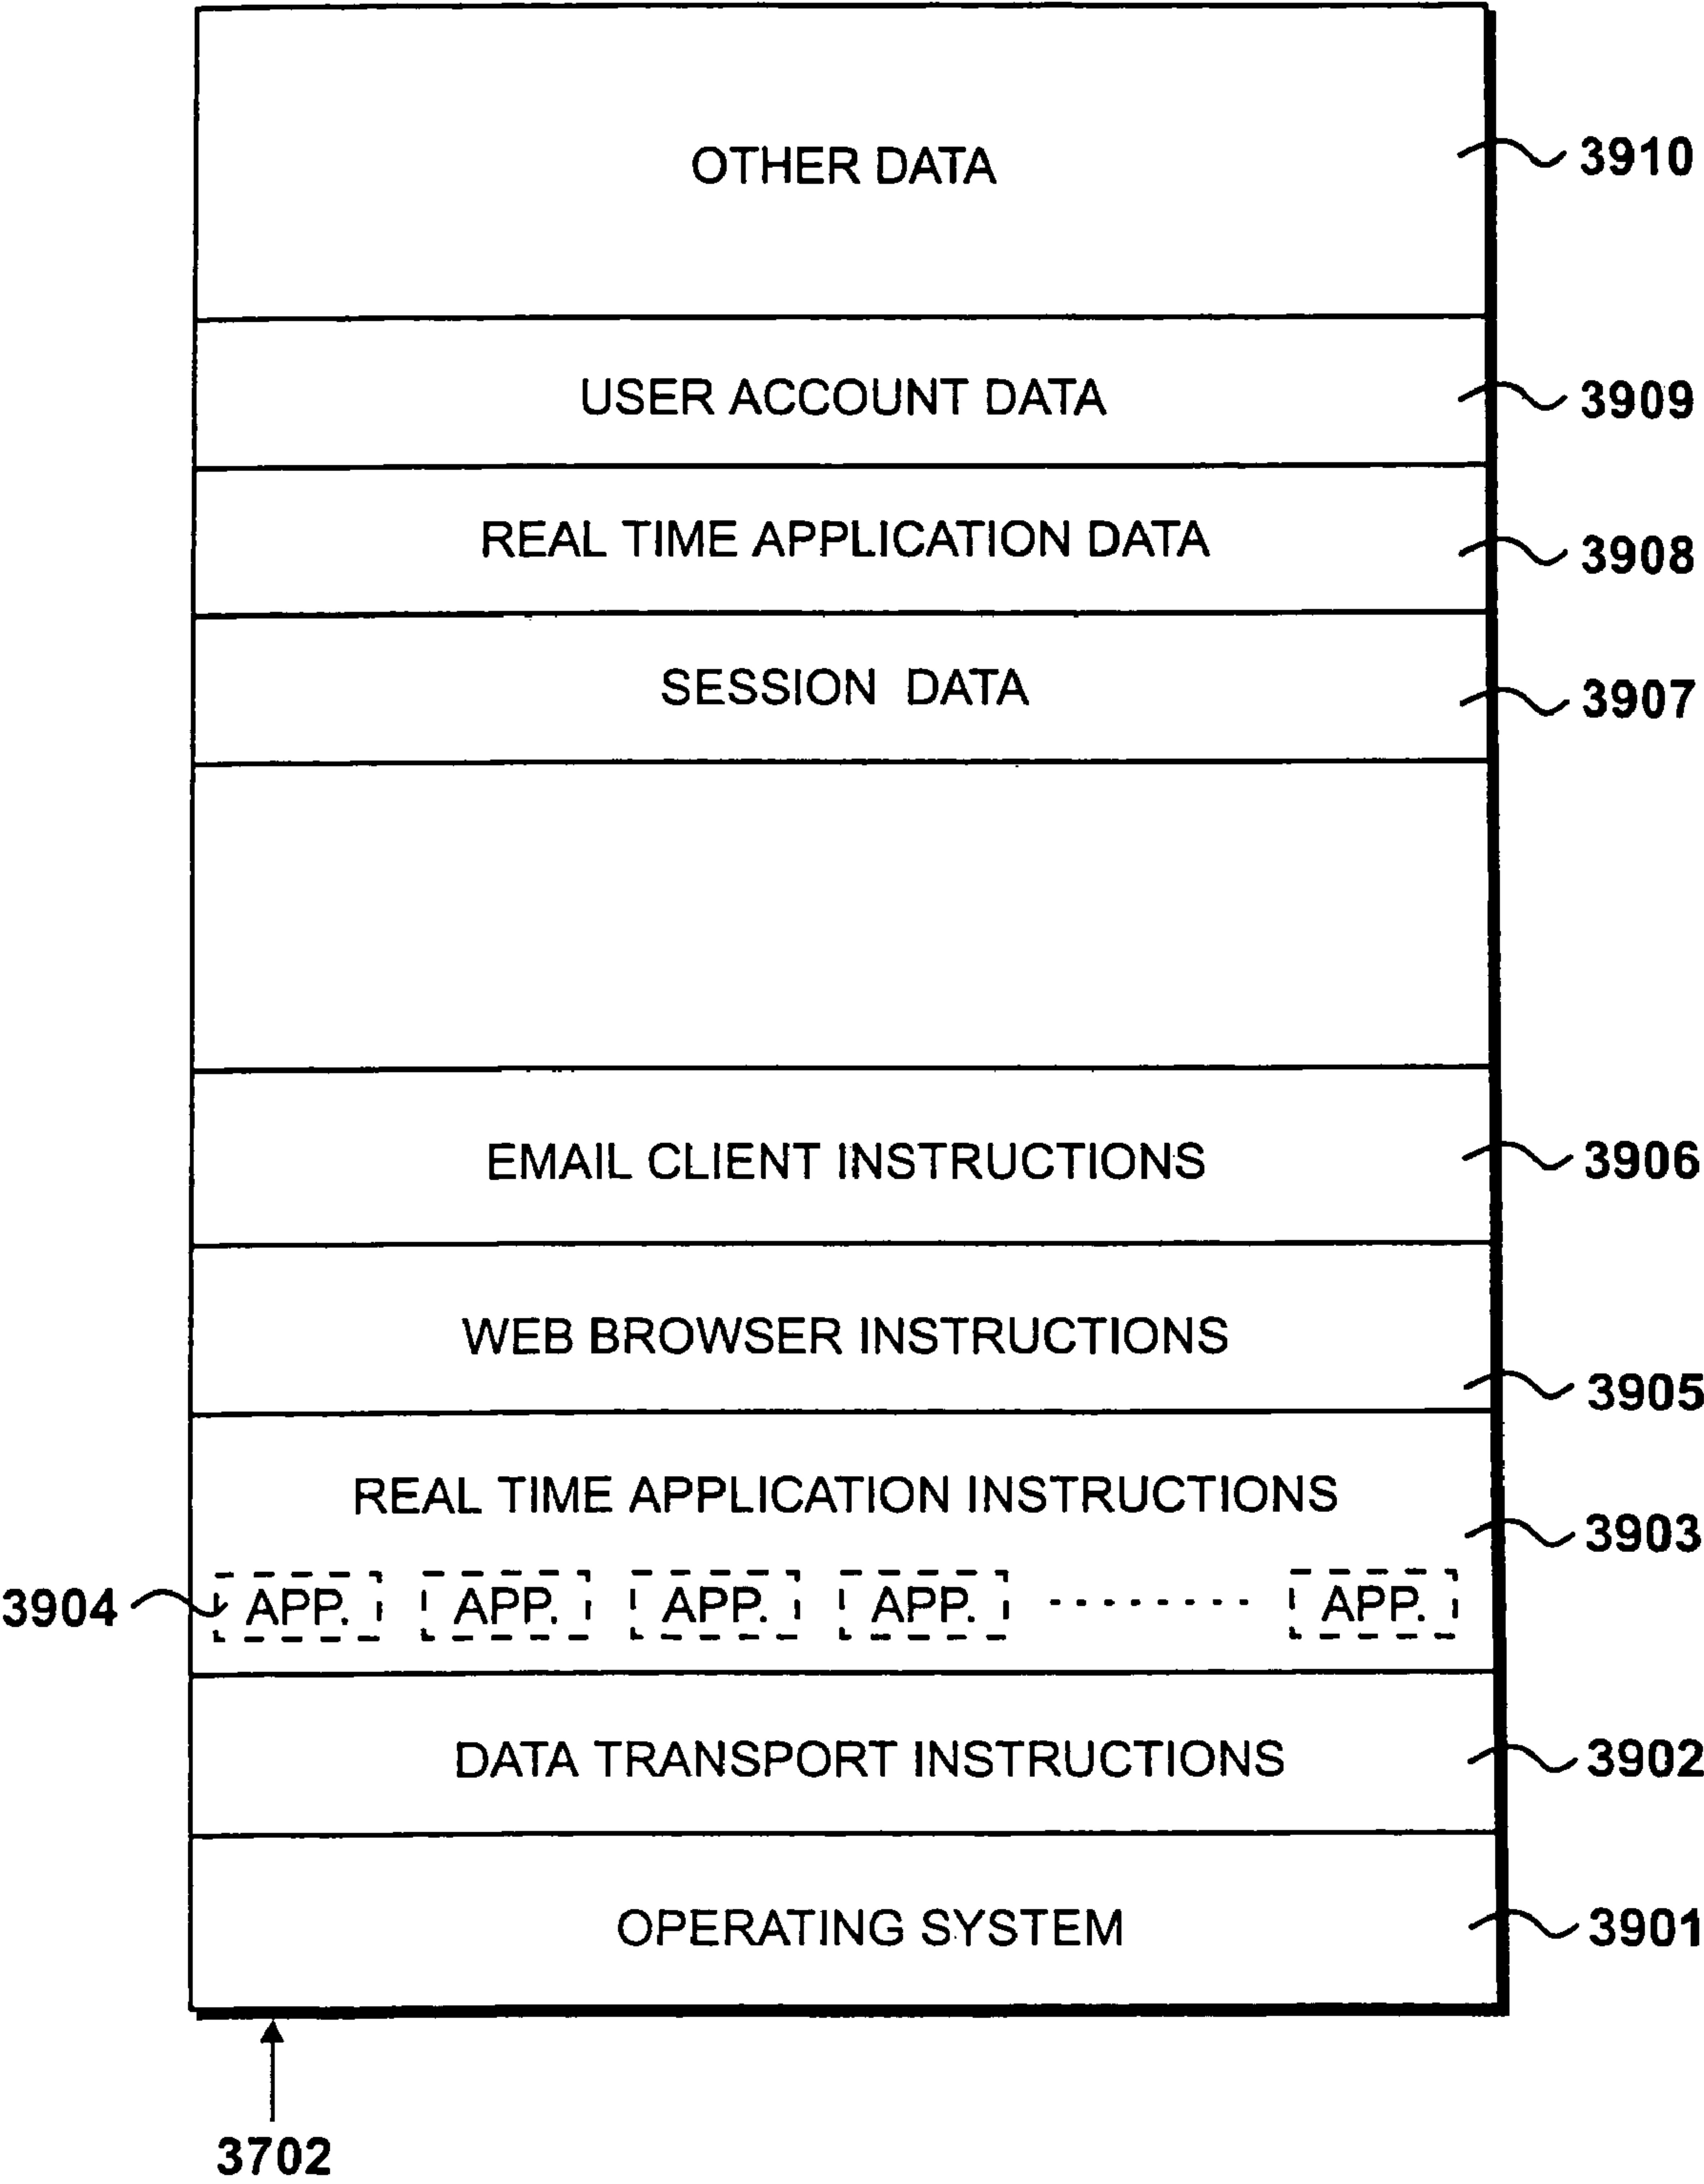 OTHER DATA 3910
USER ACCOUNT DATA 3909
REAL TIME APPLICATION DATA 3908
SESSION DATA 3907
EMAIL CLIENT INSTRUCTIONS 3906
WEB BROWSER INSTRUCTIONS
3905
REAL TIME APPLICATION INSTRUCTIONS
3903
3904 APP. APP. APP. APP. ......... APP.
DATA TRANSPORT INSTRUCTIONS 3902
OPERATING SYSTEM 3901
3702